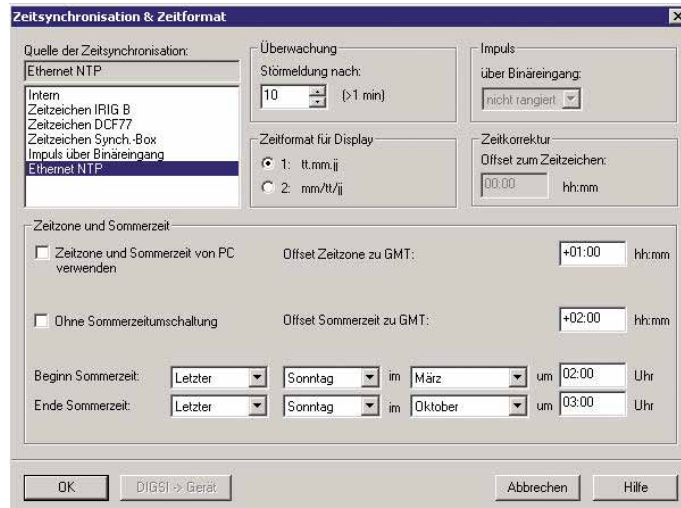 Zeitsynchronisation & Zeitformat
Quelle der Zeitsynchronisation:
Ethernet NTP
Intern
Zeitzeichen IRIG B
Zeitzeichen DCF77
Zeitzeichen Synch.-Box
Impuls über Binäreingang
Ethernet NTP
Überwachung
Störmeldung nach:
10 (>1 min)
Zeitformat für Display
1: tt.mm.jj
2: mm/tt/jj
Impuls
über Binäreingang:
nicht rangiert
Zeitkorrektur
Offset zum Zeitzeichen:
00:00 hh:mm
Zeitzone und Sommerzeit
Zeitzone und Sommerzeit von PC
verwenden
Offset Zeitzone zu GMT: +01:00 hh:mm
Ohne Sommerzeitumschaltung Offset Sommerzeit zu GMT: +02:00 hh:mm
Beginn Sommerzeit: Letzter Sonntag im März um 02:00 Uhr
Ende Sommerzeit: Letzter Sonntag im Oktober um 03:00 Uhr
OK DIGSI -> Gerät Abbrechen Hilfe